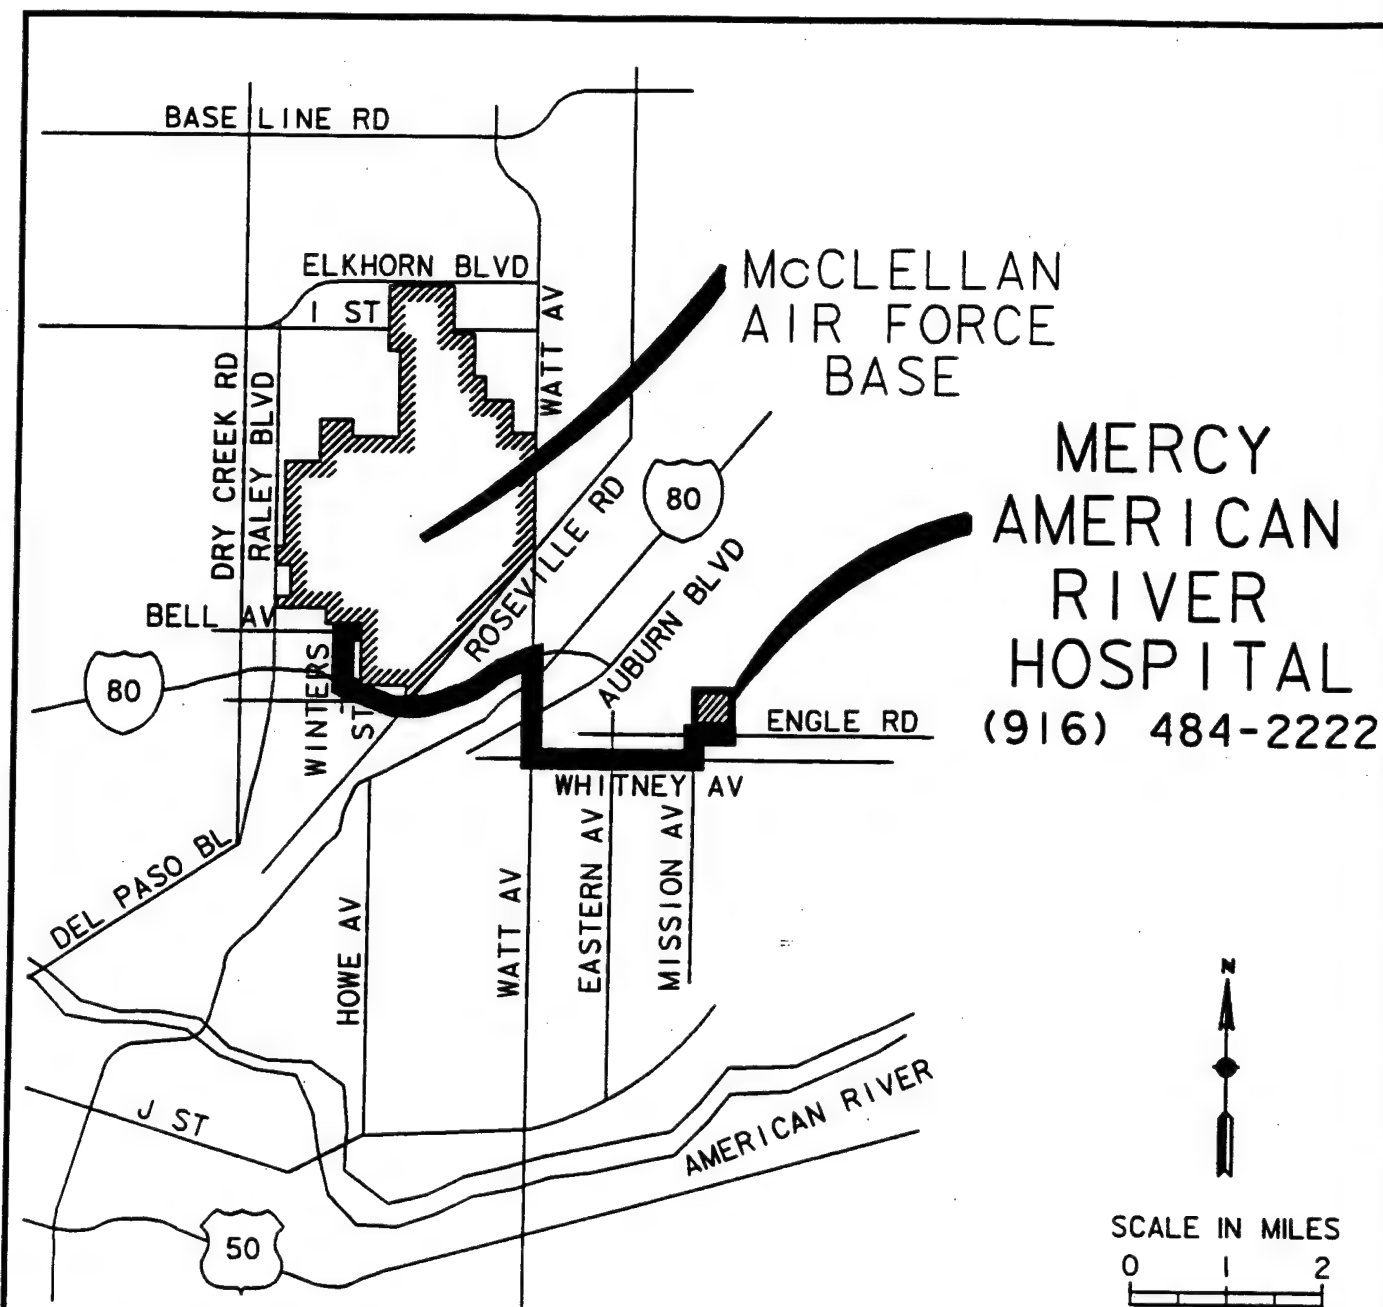 BASE LINE RD
ELKHORN BLVD
I ST
WATT AV
McCLELLAN
AIR FORCE
BASE
DRY CREEK RD
RALEY BLVD
MERCY
AMERICAN
RIVER
HOSPITAL
(916) 484-2222
80
ROSEVILLE RD
AUBURN BLVD
BELL AV
80
WINTERS
ST
ENGLE RD
WHITNEY AV
DEL PASO BL
HOWE AV
WATT AV
EASTERN AV
MISSION AV
N
J ST
AMERICAN RIVER
50
SCALE IN MILES
0 1 2